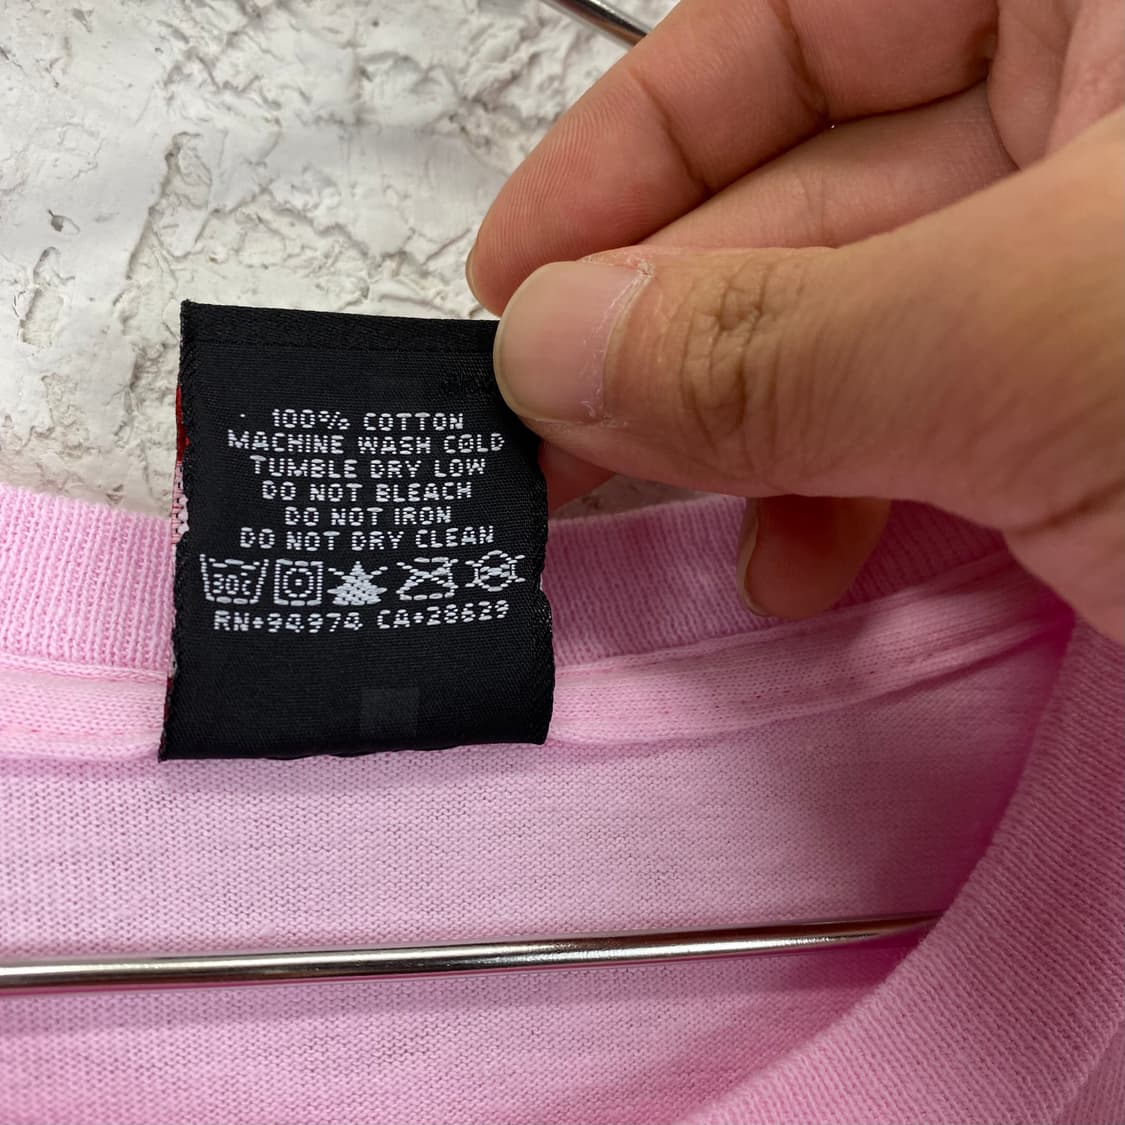 100% COTTON
MACHINE WASH COLD
TUMBLE DRY LOW
DO NOT BLEACH
DO NOT IRON
DO NOT DRY CLEAN
30C
RN•94974 CA•28629